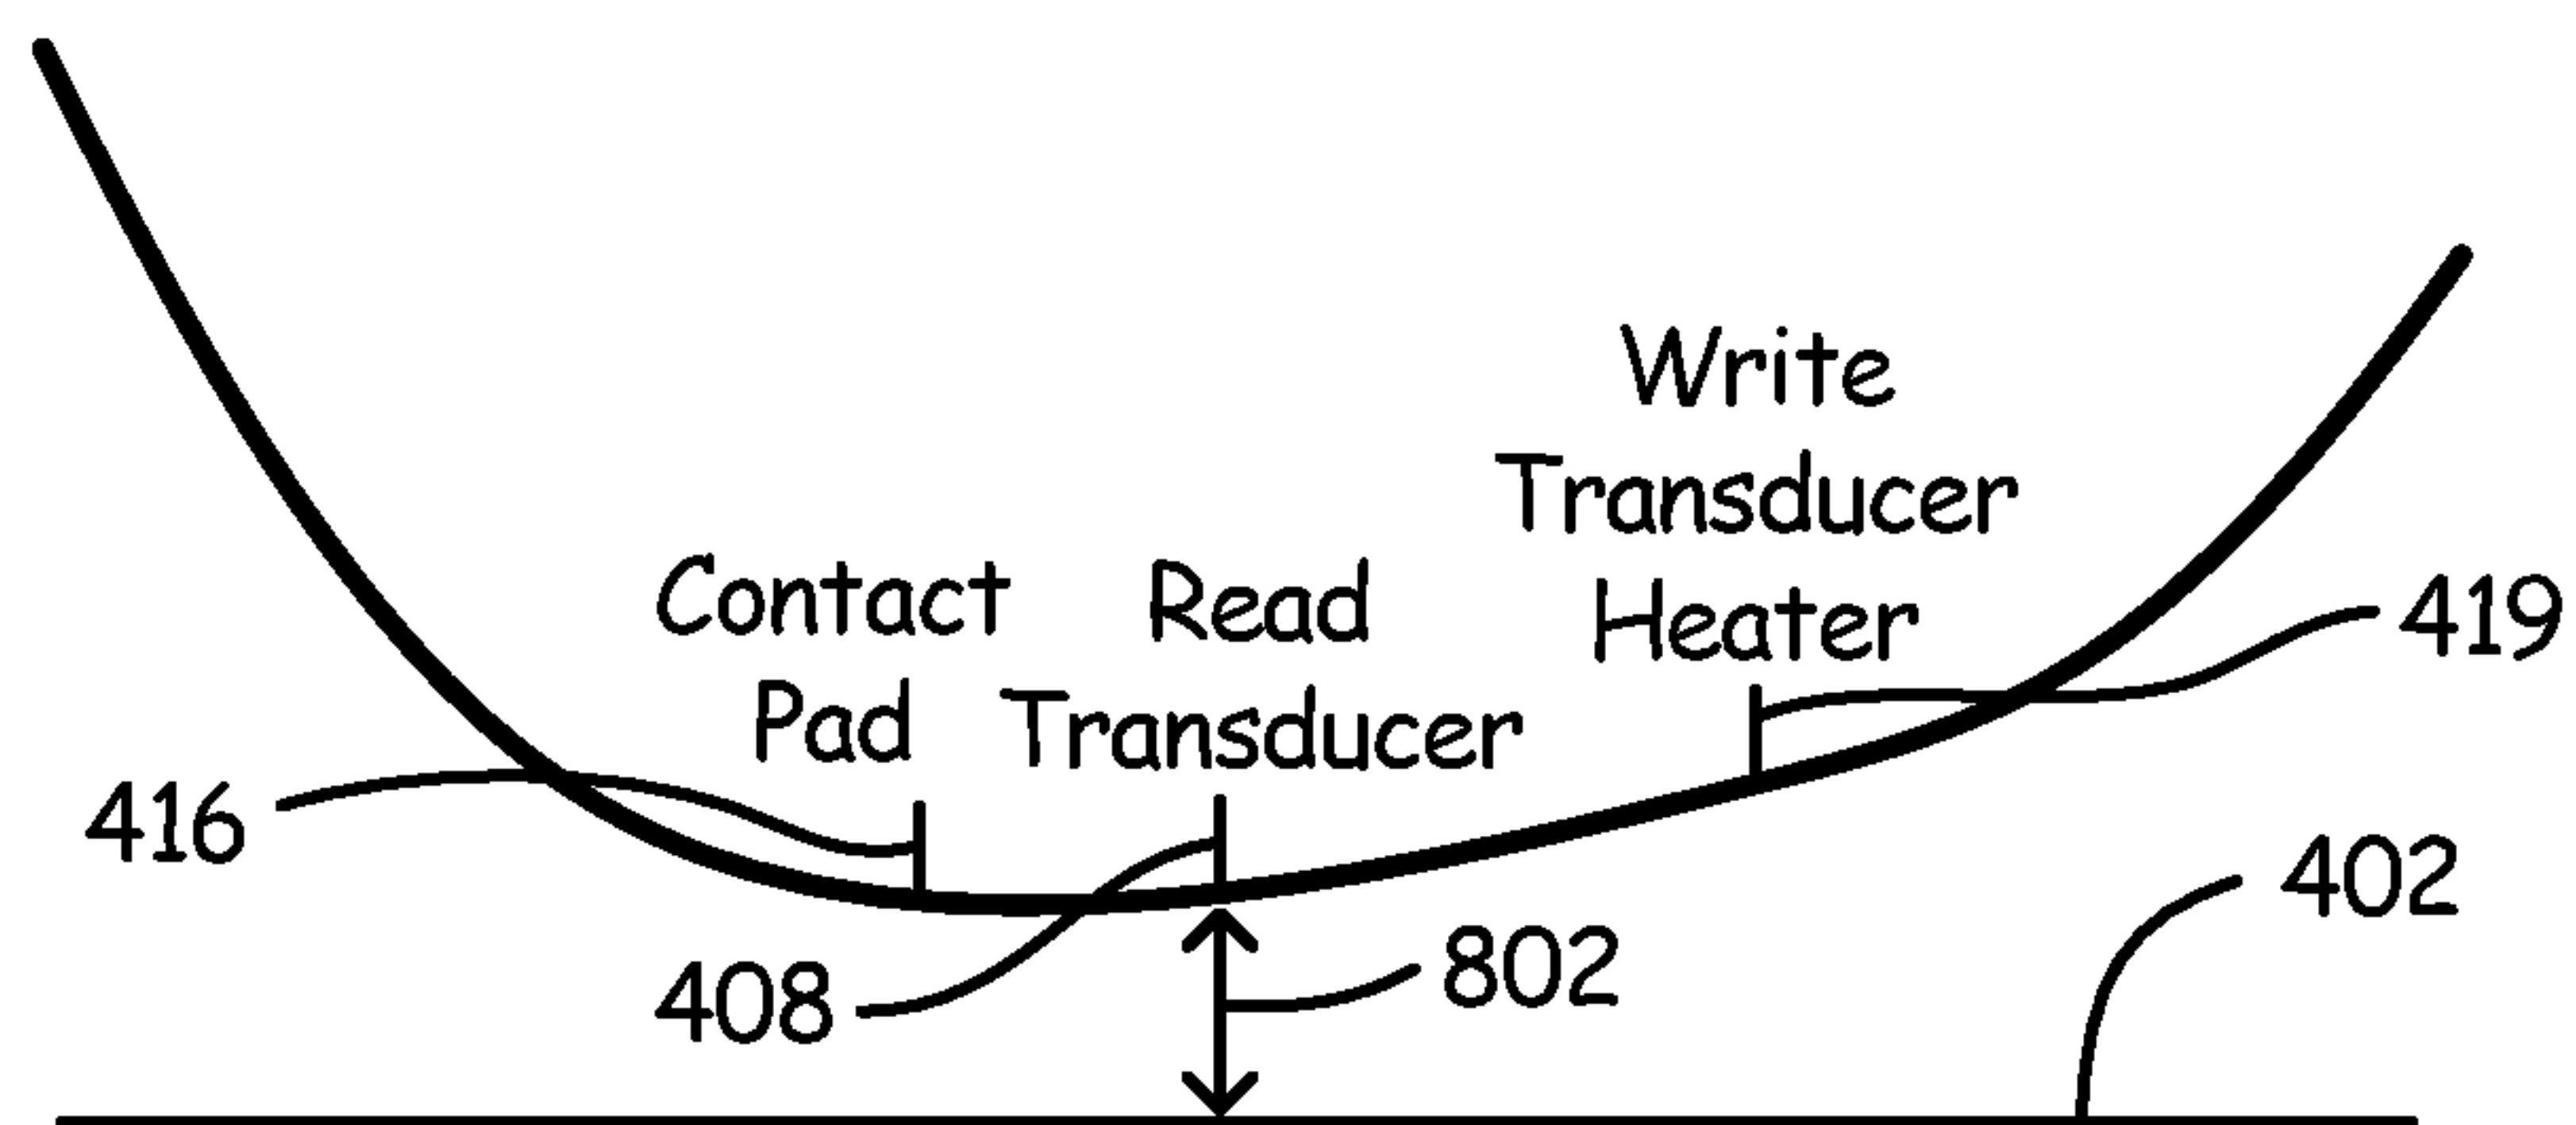 Write
Transducer
Heater
Contact
Pad
Read
Transducer
419
416
408
802
402